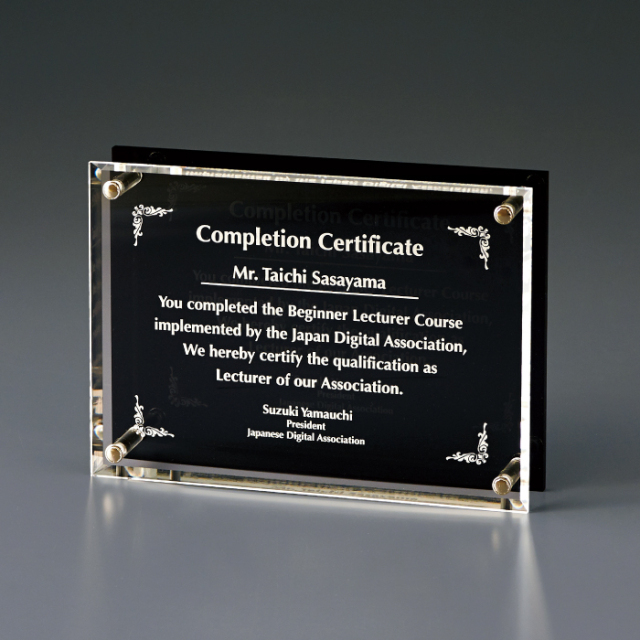 Completion Certificate
Mr. Taichi Sasayama
You completed the Beginner Lecturer Course
implemented by the Japan Digital Association,
We hereby certify the qualification as
Lecturer of our Association.
Suzuki Yamauchi
President
Japanese Digital Association